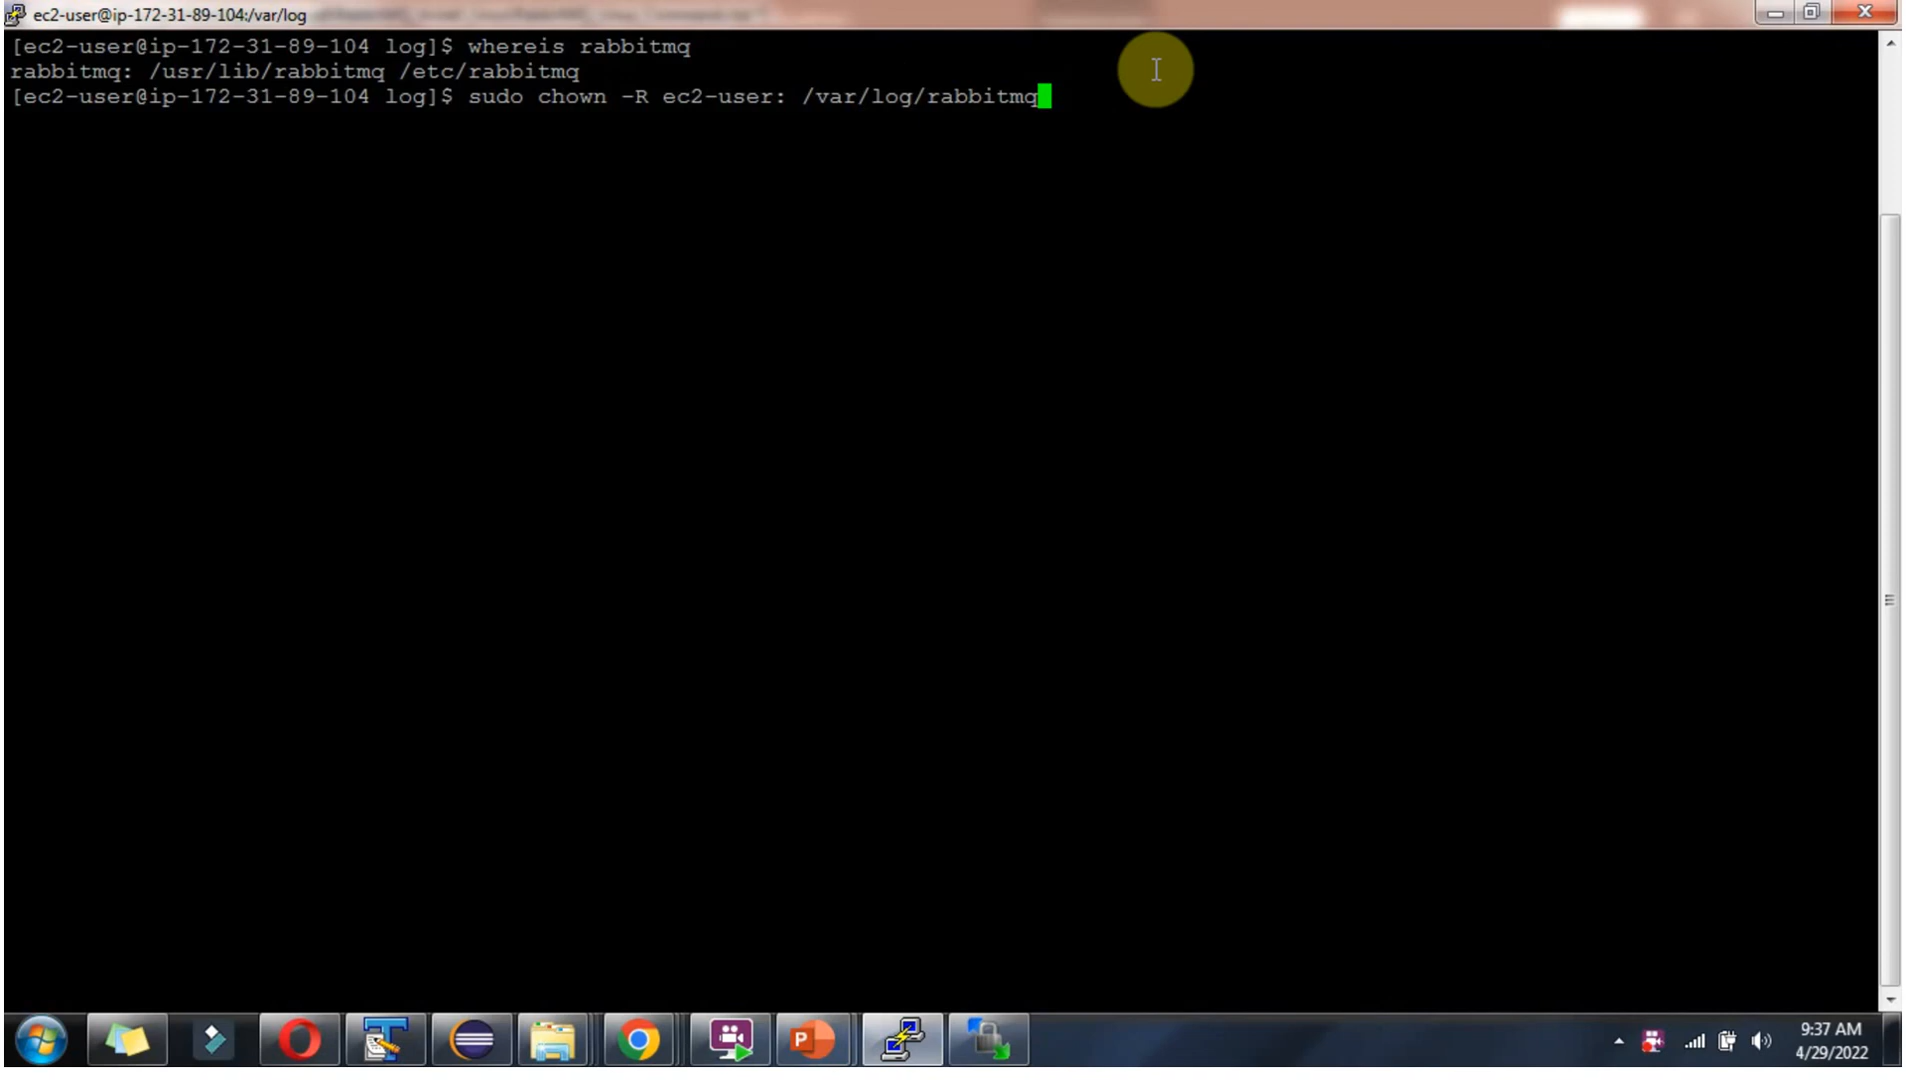 ec2-user@ip-172-31-89-104:/var/log
[ec2-user@ip-172-31-89-104 log]$ whereis rabbitmq
rabbitmq: /usr/lib/rabbitmq /etc/rabbitmq
[ec2-user@ip-172-31-89-104 log]$ sudo chown -R ec2-user: /var/log/rabbitmq
9:37 AM
4/29/2022